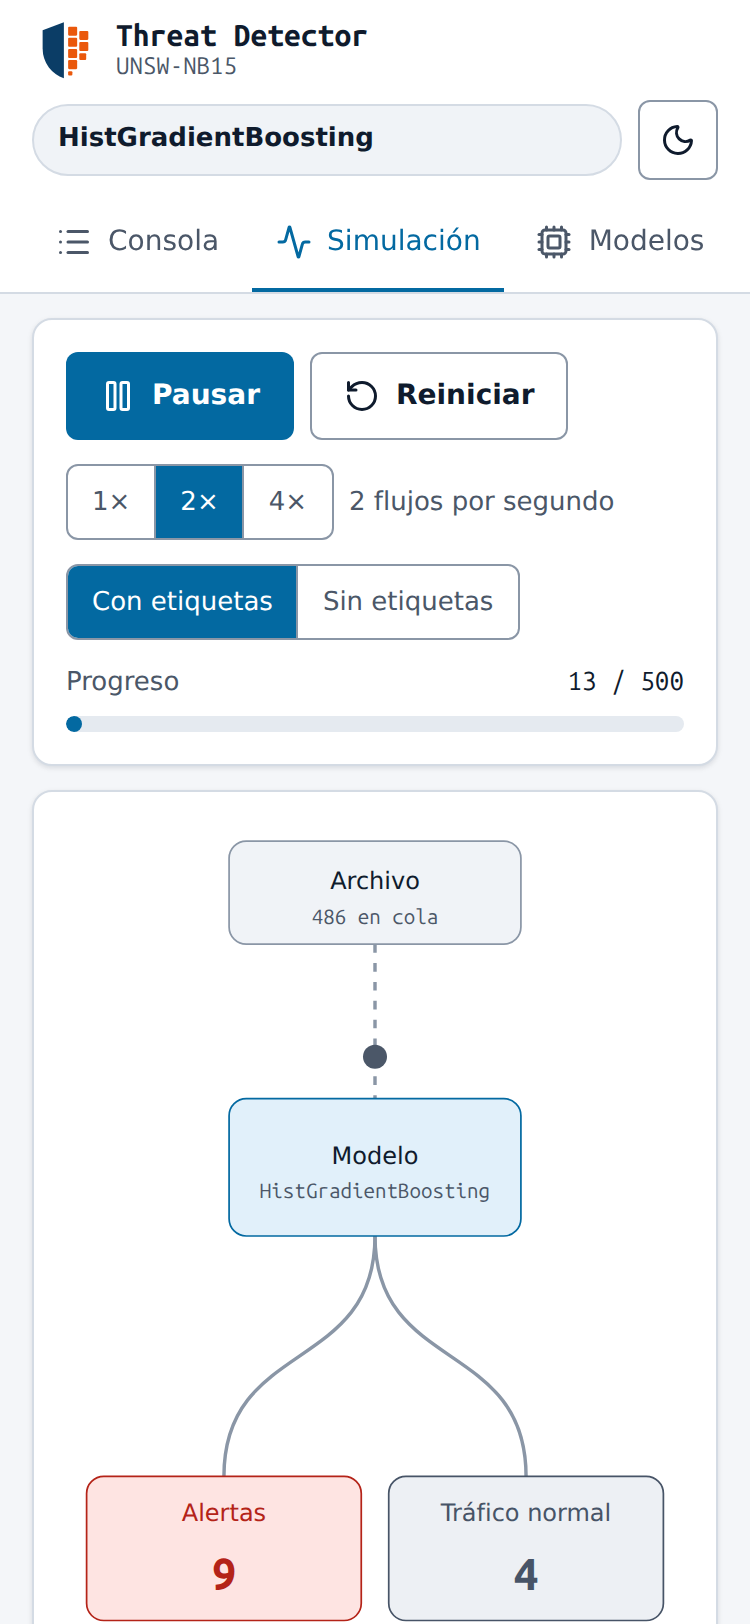 Threat Detector
UNSW-NB15
HistGradientBoosting
Consola Simulación Modelos
Pausar Reiniciar
1× 2× 4× 2 flujos por segundo
Con etiquetas Sin etiquetas
Progreso 13 / 500
Archivo
486 en cola
Modelo
HistGradientBoosting
Alertas Tráfico normal
9 4